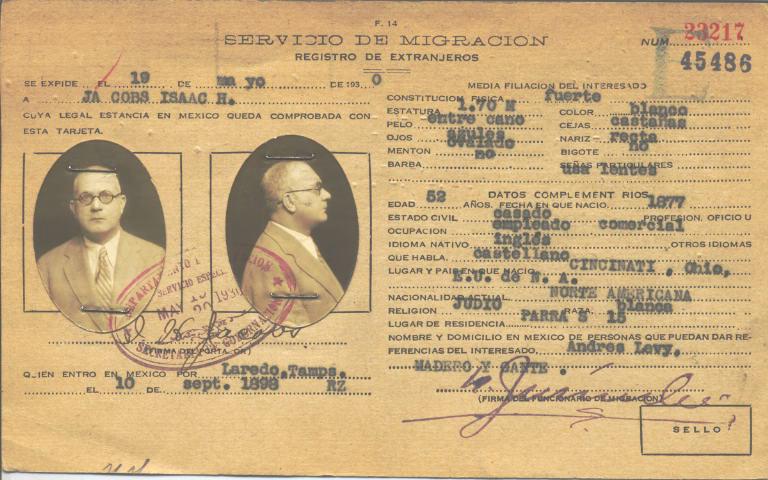 F. 14
SERVICIO DE MIGRACION
REGISTRO DE EXTRANJEROS
NUM. 23217
45486
SE EXPIDE EL 19 DE mayo DE 193 0
A JACOBS ISAAC H.
CUYA LEGAL ESTANCIA EN MEXICO QUEDA COMPROBADA CON
ESTA TARJETA.
(FIRMA DEL PORTADOR)
QUIEN ENTRO EN MEXICO POR Laredo, Tamps.
EL 10 DE sept. 1898 RZ
MEDIA FILIACION DEL INTERESADO
CONSTITUCION FISICA fuerte
ESTATURA 1.70 M COLOR blanco
PELO entre cano CEJAS castañas
OJOS azules NARIZ recta
MENTON ovalado BIGOTE no
BARBA no SEÑAS PARTICULARES
usa lentes
DATOS COMPLEMENT RIOS
EDAD 52 AÑOS. FECHA EN QUE NACIO 1877
ESTADO CIVIL casado PROFESION, OFICIO U
OCUPACION empleado comercial
IDIOMA NATIVO inglés OTROS IDIOMAS
QUE HABLA castellano
LUGAR Y PAIS EN QUE NACIO CINCINATI, Ohio,
E.U. de N. A.
NACIONALIDAD ACTUAL NORTE AMERICANA
RELIGION JUDIO RAZA blanca
LUGAR DE RESIDENCIA PARRA S 15
NOMBRE Y DOMICILIO EN MEXICO DE PERSONAS QUE PUEDAN DAR RE-
FERENCIAS DEL INTERESADO. Andres Levy.
MADERO Y GANTE.
(FIRMA DEL FUNCIONARIO DE MIGRACION)
SELLO